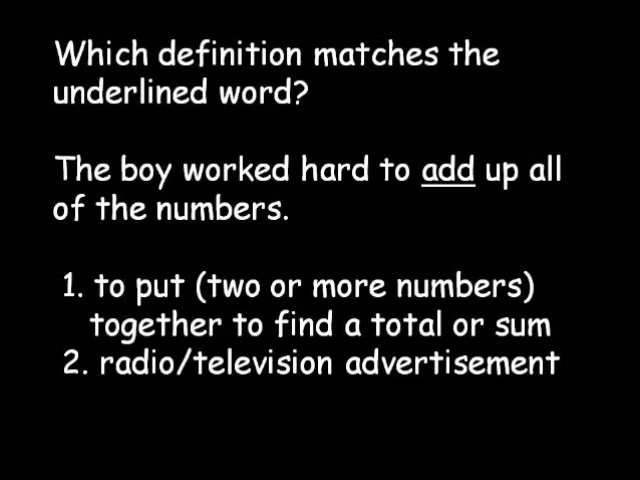 Which definition matches the
underlined word?
The boy worked hard to add up all
of the numbers.
1. to put (two or more numbers)
together to find a total or sum
2. radio/television advertisement